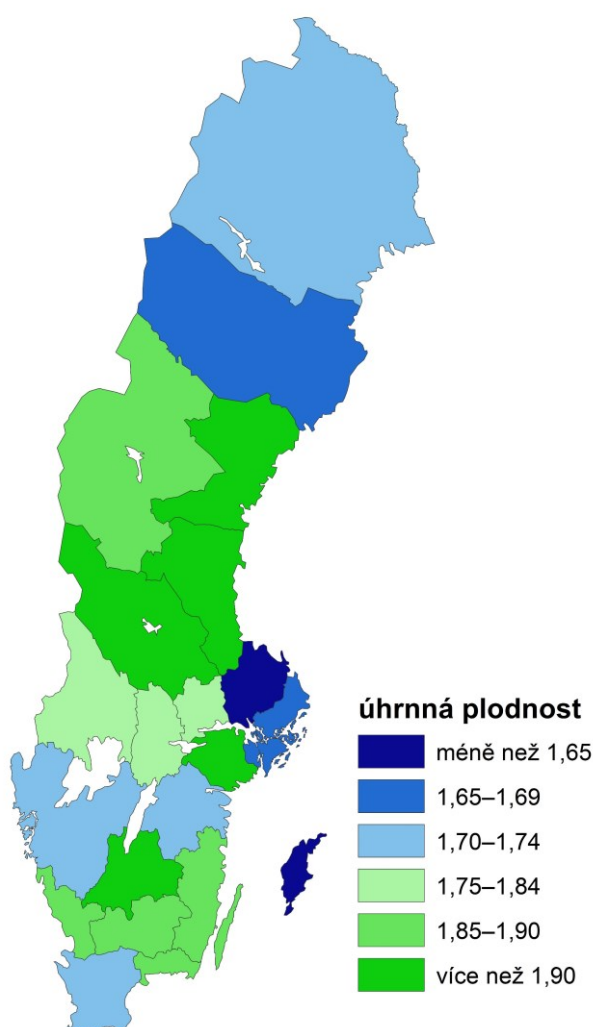 úhrnná plodnost
méně než 1,65
1,65–1,69
1,70–1,74
1,75–1,84
1,85–1,90
více než 1,90